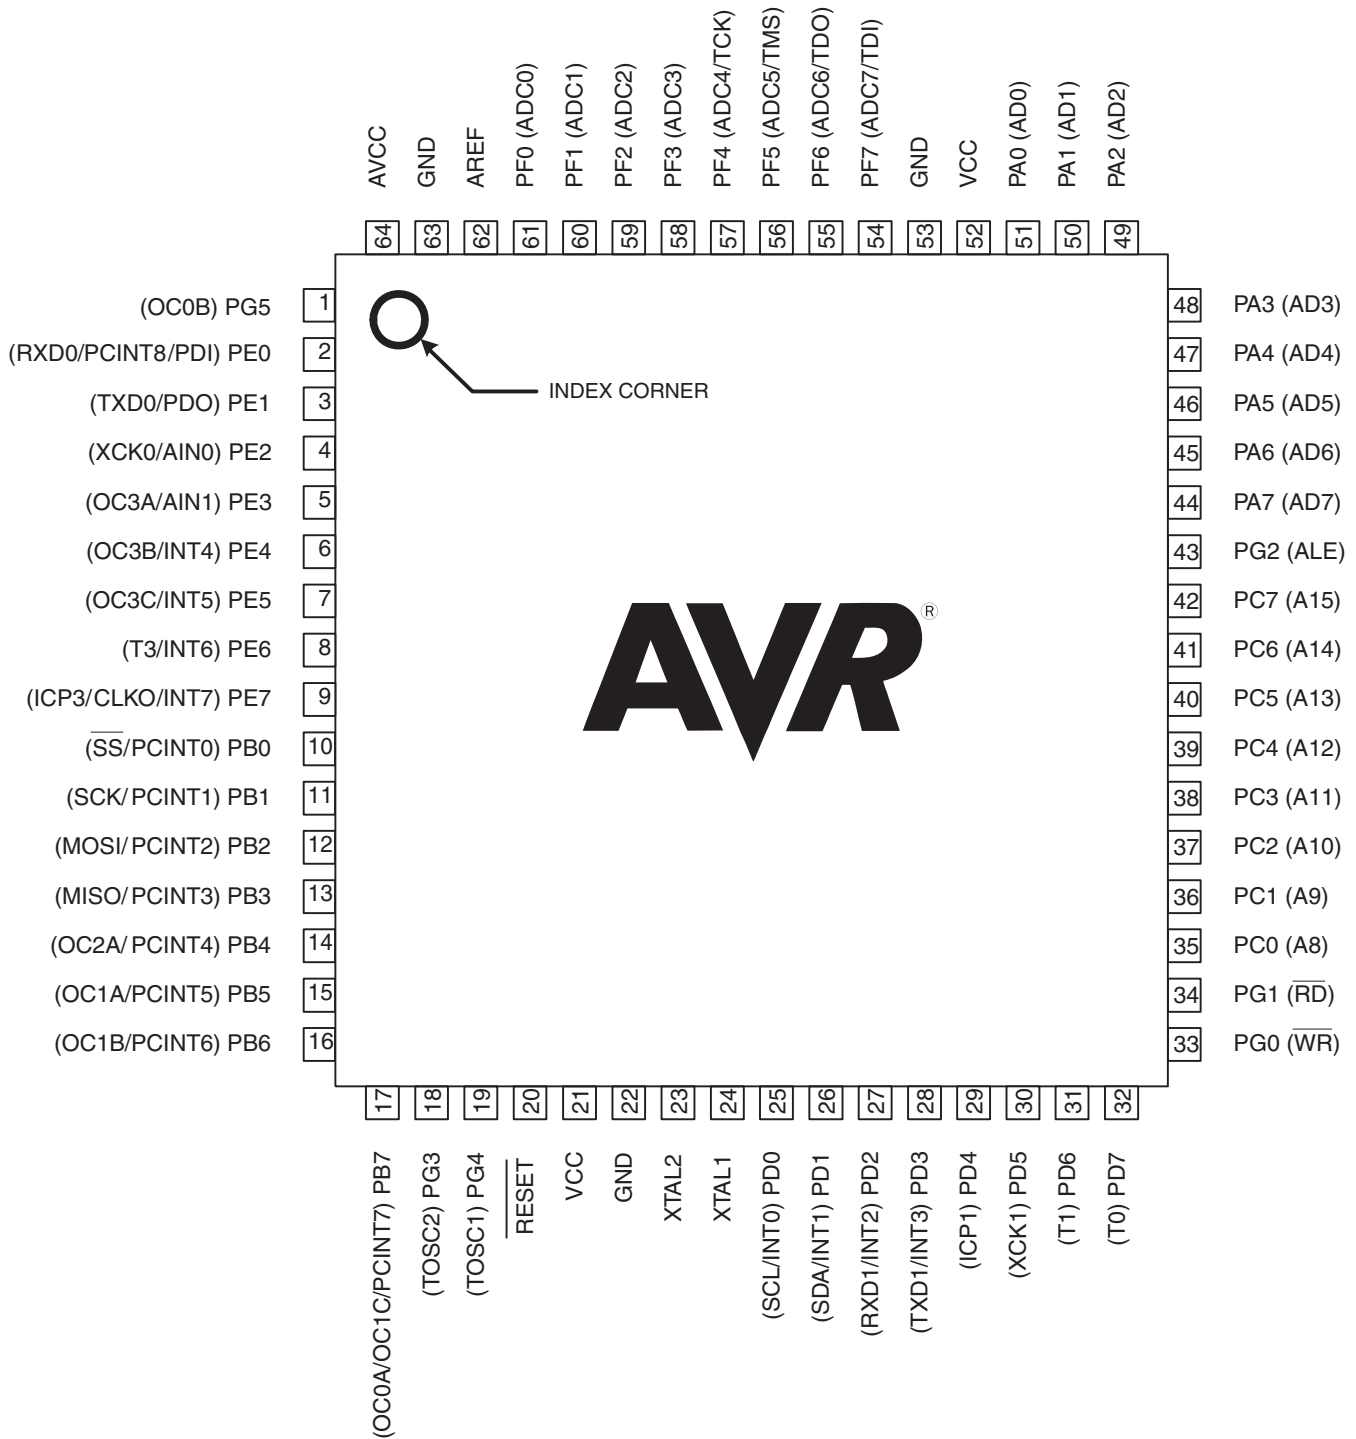 AVCC
GND
AREF
PF0 (ADC0)
PF1 (ADC1)
PF2 (ADC2)
PF3 (ADC3)
PF4 (ADC4/TCK)
PF5 (ADC5/TMS)
PF6 (ADC6/TDO)
PF7 (ADC7/TDI)
GND
VCC
PA0 (AD0)
PA1 (AD1)
PA2 (AD2)
64
63
62
61
60
59
58
57
56
55
54
53
52
51
50
49
(OC0B) PG5 1
(RXD0/PCINT8/PDI) PE0 2
(TXD0/PDO) PE1 3
(XCK0/AIN0) PE2 4
(OC3A/AIN1) PE3 5
(OC3B/INT4) PE4 6
(OC3C/INT5) PE5 7
(T3/INT6) PE6 8
(ICP3/CLKO/INT7) PE7 9
(SS/PCINT0) PB0 10
(SCK/PCINT1) PB1 11
(MOSI/PCINT2) PB2 12
(MISO/PCINT3) PB3 13
(OC2A/PCINT4) PB4 14
(OC1A/PCINT5) PB5 15
(OC1B/PCINT6) PB6 16
INDEX CORNER
AVR®
48 PA3 (AD3)
47 PA4 (AD4)
46 PA5 (AD5)
45 PA6 (AD6)
44 PA7 (AD7)
43 PG2 (ALE)
42 PC7 (A15)
41 PC6 (A14)
40 PC5 (A13)
39 PC4 (A12)
38 PC3 (A11)
37 PC2 (A10)
36 PC1 (A9)
35 PC0 (A8)
34 PG1 (RD)
33 PG0 (WR)
17
18
19
20
21
22
23
24
25
26
27
28
29
30
31
32
(OC0A/OC1C/PCINT7) PB7
(TOSC2) PG3
(TOSC1) PG4
RESET
VCC
GND
XTAL2
XTAL1
(SCL/INT0) PD0
(SDA/INT1) PD1
(RXD1/INT2) PD2
(TXD1/INT3) PD3
(ICP1) PD4
(XCK1) PD5
(T1) PD6
(T0) PD7